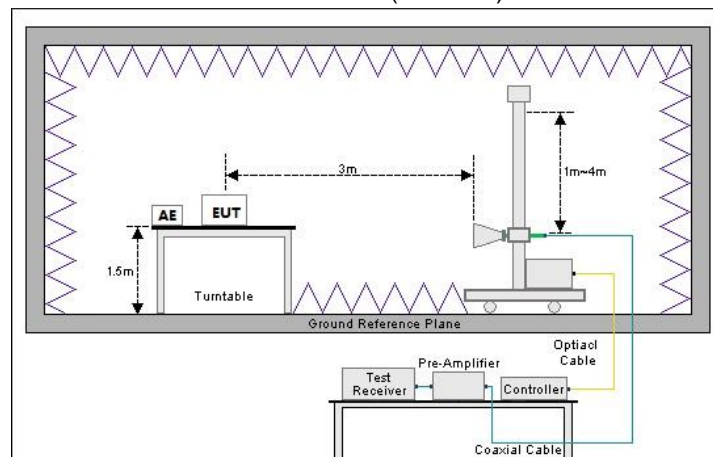 3m
1m~4m
AE
EUT
1.5m
Turntable
Ground Reference Plane
Optiacl
Cable
Pre-Amplifier
Test
Receiver
Controller
Coaxial Cable